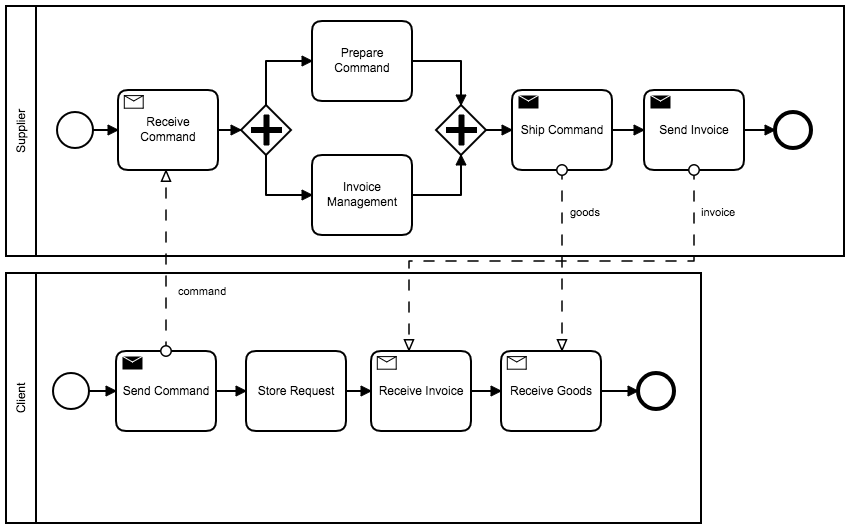 Supplier
Prepare
Command
Receive
Command
Ship Command
Send Invoice
Invoice
Management
goods
invoice
command
Client
Send Command
Store Request
Receive Invoice
Receive Goods